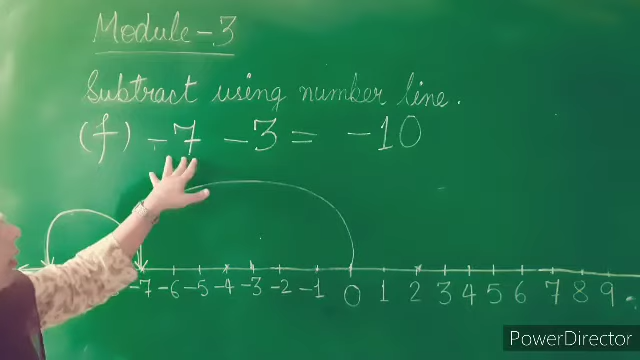 Module - 3
Subtract using number line.
(f) -7 -3 = -10
-7 -6 -5 -4 -3 -2 -1 0 1 2 3 4 5 6 7 8 9
PowerDirector